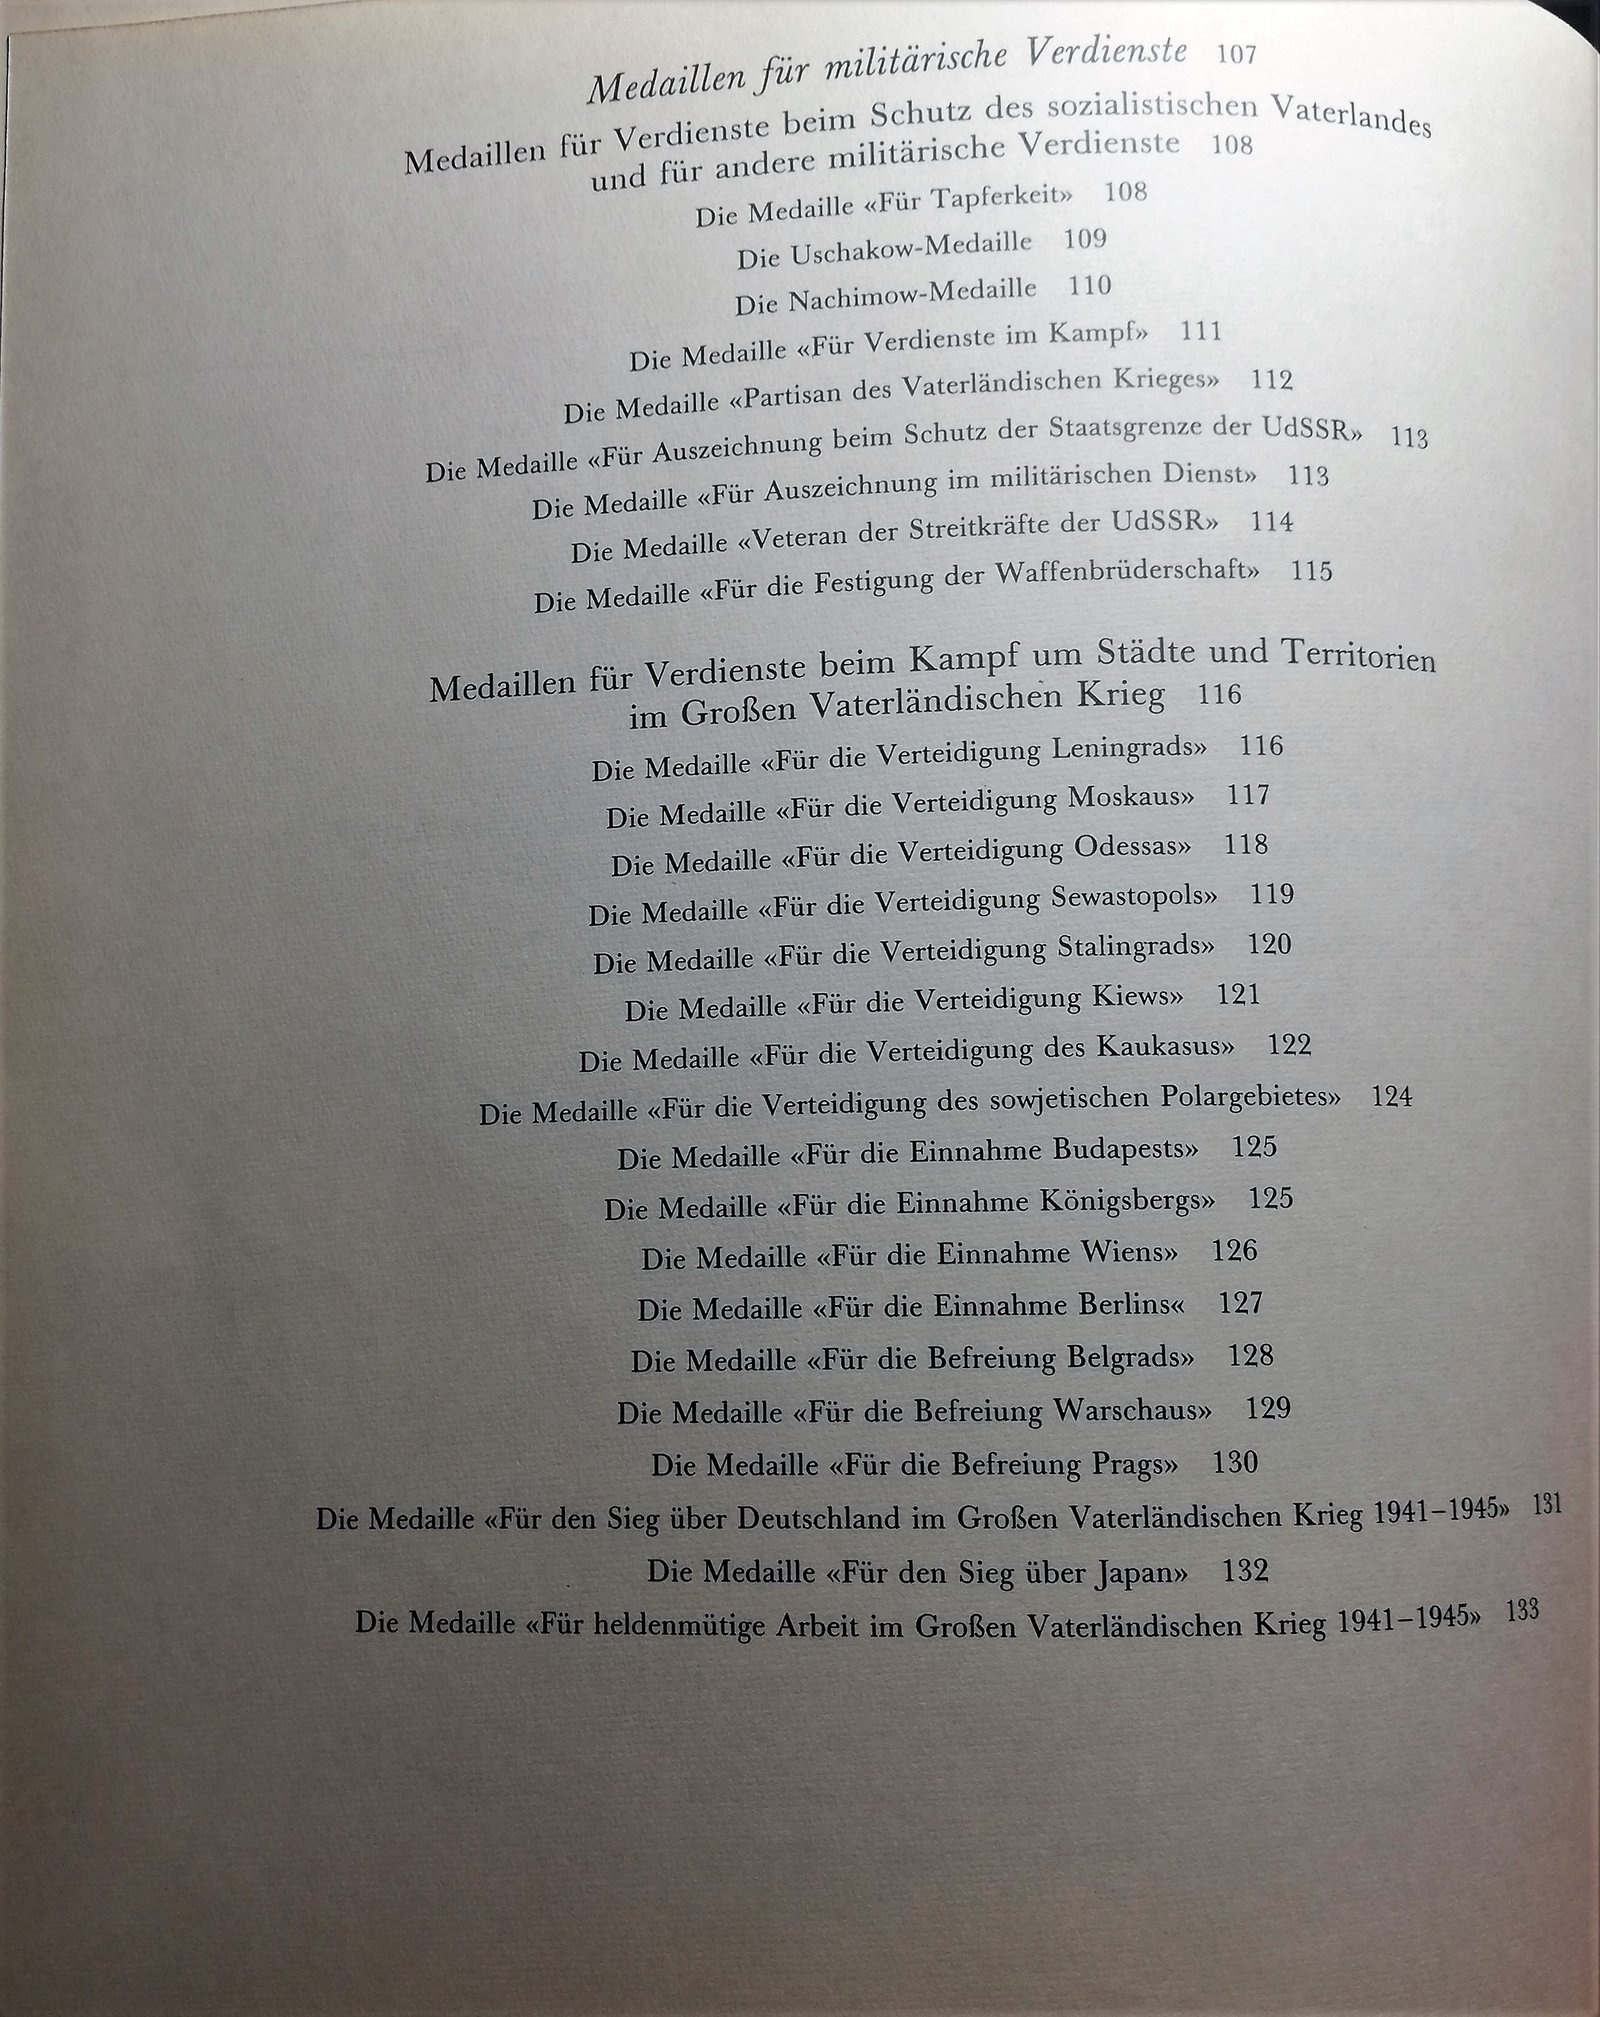 Medaillen für militärische Verdienste 107
Medaillen für Verdienste beim Schutz des sozialistischen Vaterlandes
und für andere militärische Verdienste 108
Die Medaille «Für Tapferkeit» 108
Die Uschakow-Medaille 109
Die Nachimow-Medaille 110
Die Medaille «Für Verdienste im Kampf» 111
Die Medaille «Partisan des Vaterländischen Krieges» 112
Die Medaille «Für Auszeichnung beim Schutz der Staatsgrenze der UdSSR» 113
Die Medaille «Für Auszeichnung im militärischen Dienst» 113
Die Medaille «Veteran der Streitkräfte der UdSSR» 114
Die Medaille «Für die Festigung der Waffenbrüderschaft» 115
Medaillen für Verdienste beim Kampf um Städte und Territorien
im Großen Vaterländischen Krieg 116
Die Medaille «Für die Verteidigung Leningrads» 116
Die Medaille «Für die Verteidigung Moskaus» 117
Die Medaille «Für die Verteidigung Odessas» 118
Die Medaille «Für die Verteidigung Sewastopols» 119
Die Medaille «Für die Verteidigung Stalingrads» 120
Die Medaille «Für die Verteidigung Kiews» 121
Die Medaille «Für die Verteidigung des Kaukasus» 122
Die Medaille «Für die Verteidigung des sowjetischen Polargebietes» 124
Die Medaille «Für die Einnahme Budapests» 125
Die Medaille «Für die Einnahme Königsbergs» 125
Die Medaille «Für die Einnahme Wiens» 126
Die Medaille «Für die Einnahme Berlins« 127
Die Medaille «Für die Befreiung Belgrads» 128
Die Medaille «Für die Befreiung Warschaus» 129
Die Medaille «Für die Befreiung Prags» 130
Die Medaille «Für den Sieg über Deutschland im Großen Vaterländischen Krieg 1941–1945» 131
Die Medaille «Für den Sieg über Japan» 132
Die Medaille «Für heldenmütige Arbeit im Großen Vaterländischen Krieg 1941–1945» 133